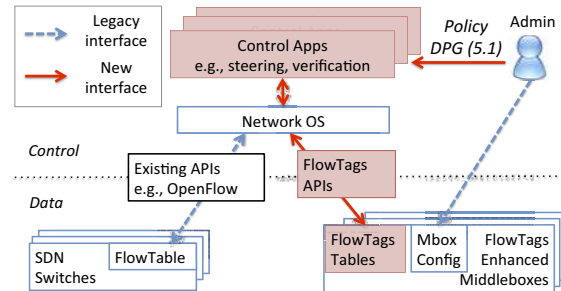 Legacy
interface
New
interface
Control Apps
e.g., steering, verification
Policy
DPG (5.1)
Admin
Network OS
Control
Existing APIs
e.g., OpenFlow
FlowTags
APIs
Data
SDN
Switches
FlowTable
FlowTags
Tables
Mbox
Config
FlowTags
Enhanced
Middleboxes